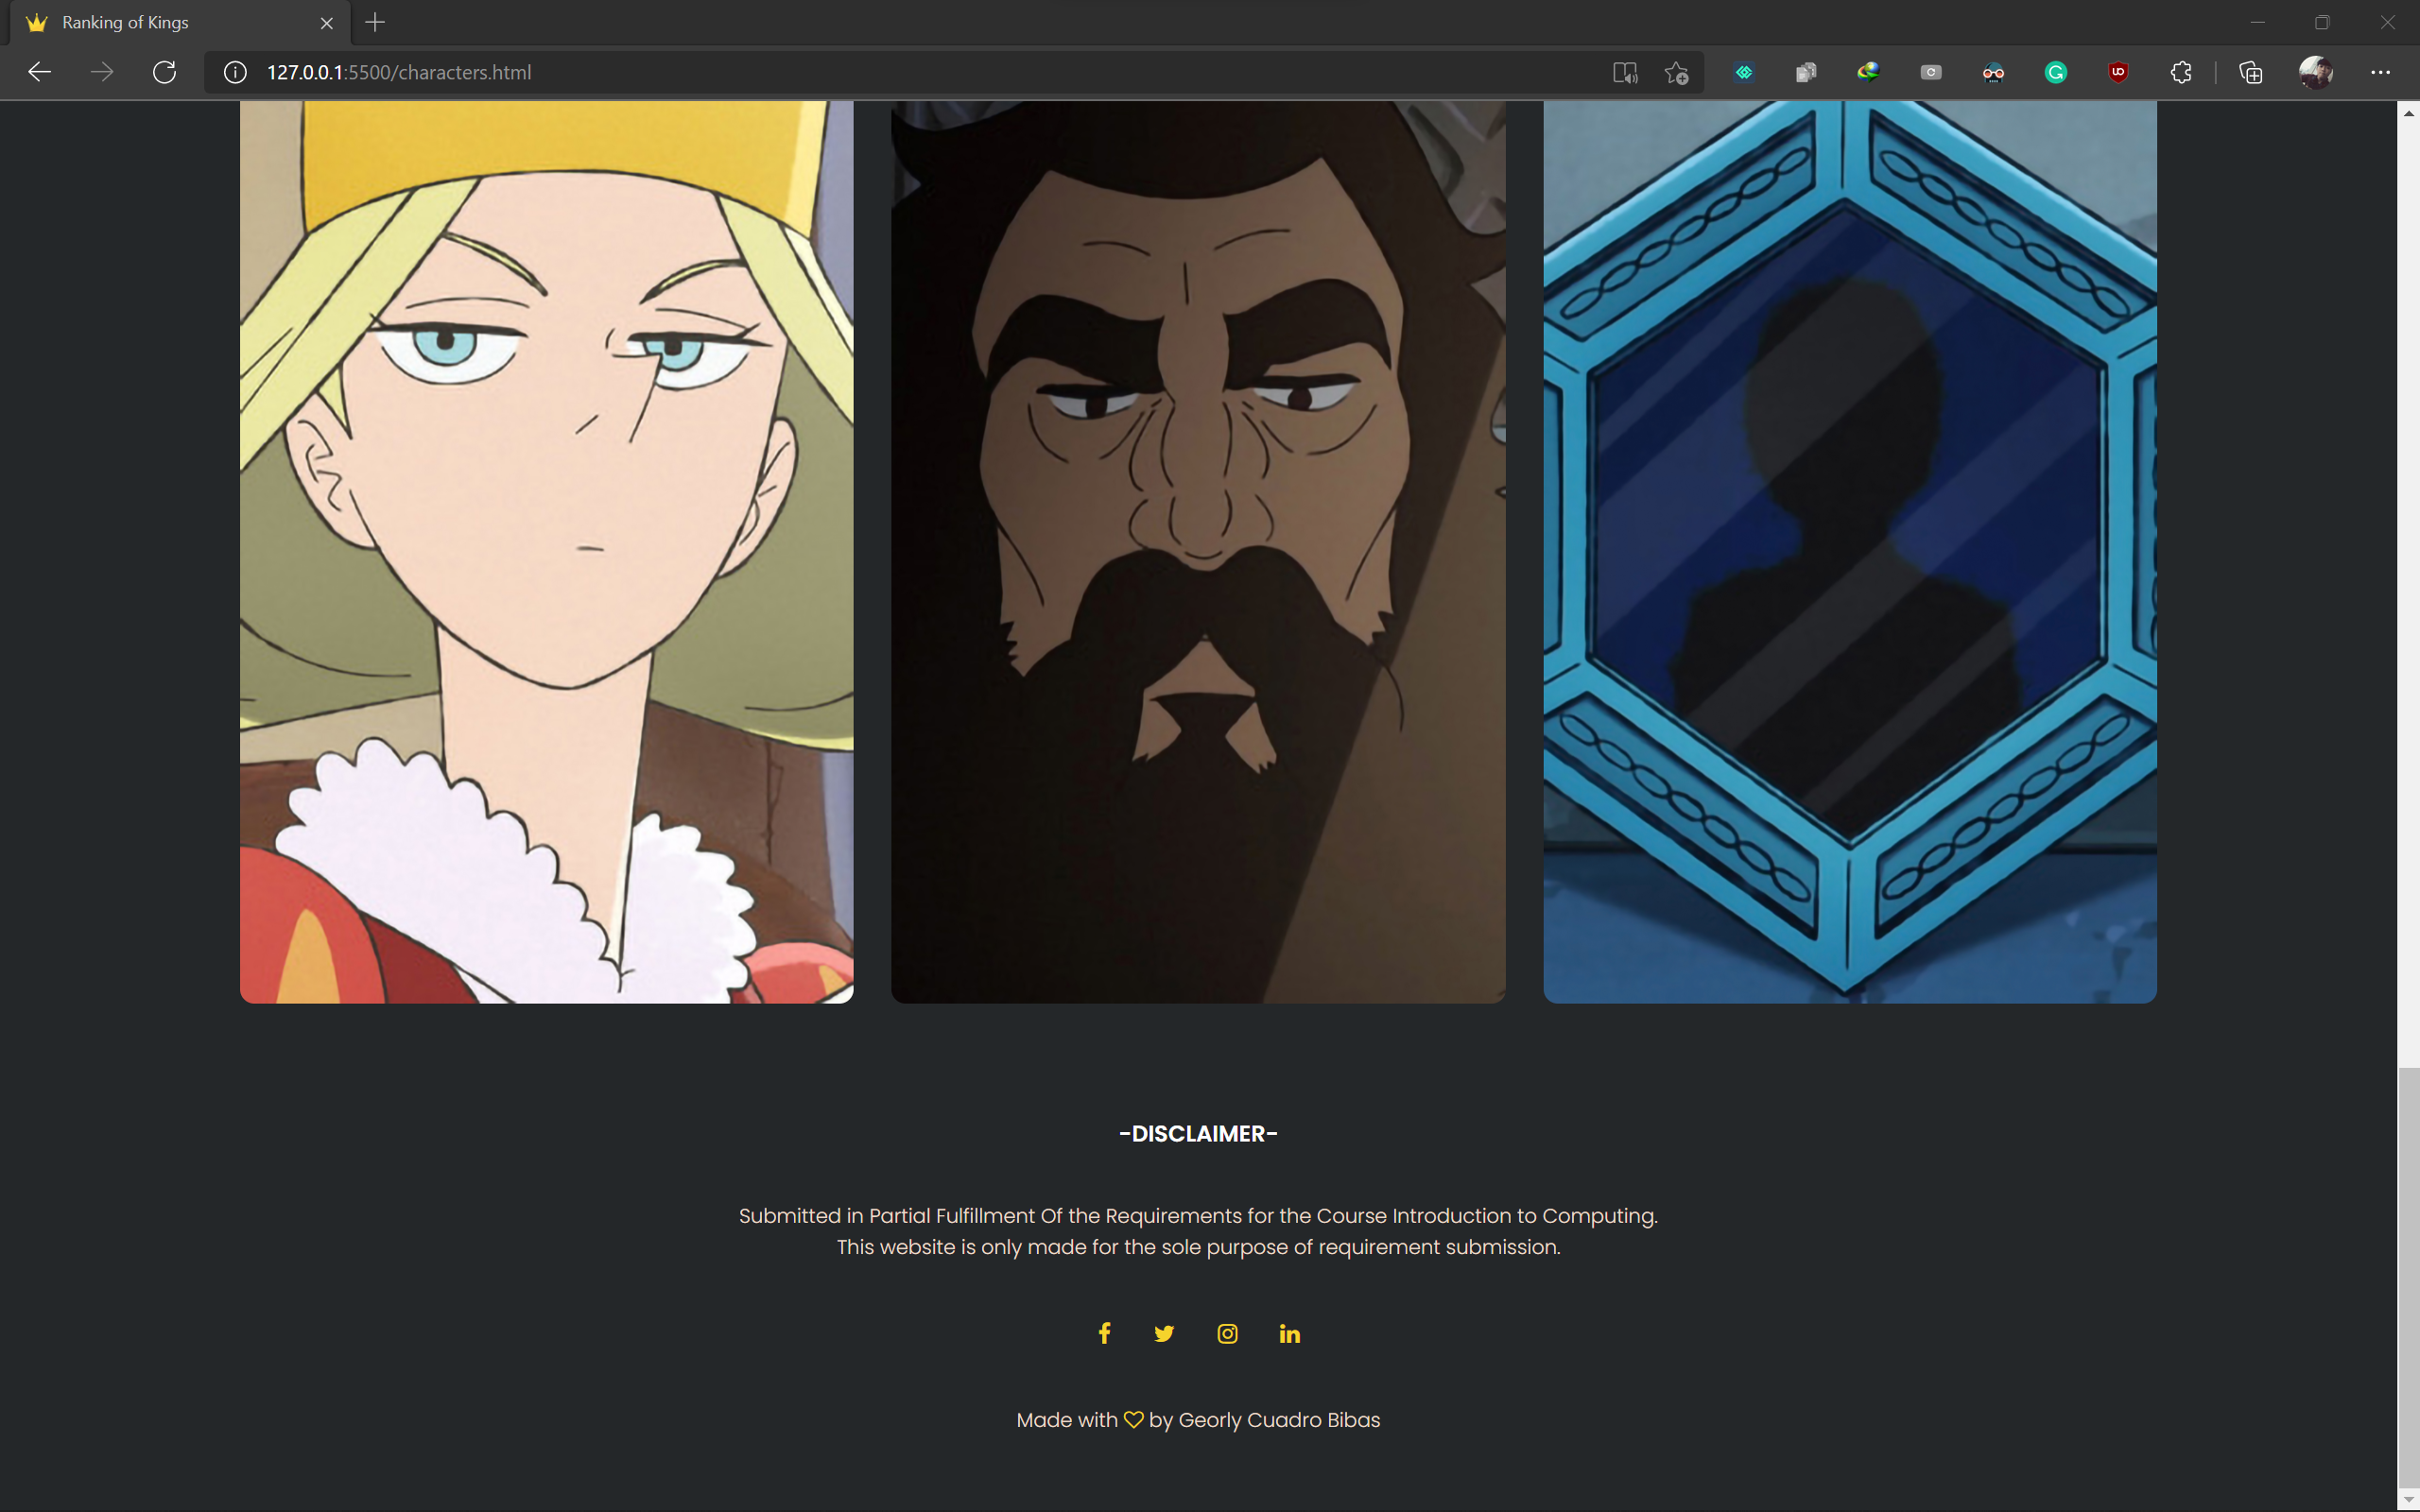 Ranking of Kings
127.0.0.1:5500/characters.html
-DISCLAIMER-
Submitted in Partial Fulfillment Of the Requirements for the Course Introduction to Computing.
This website is only made for the sole purpose of requirement submission.
Made with by Georly Cuadro Bibas